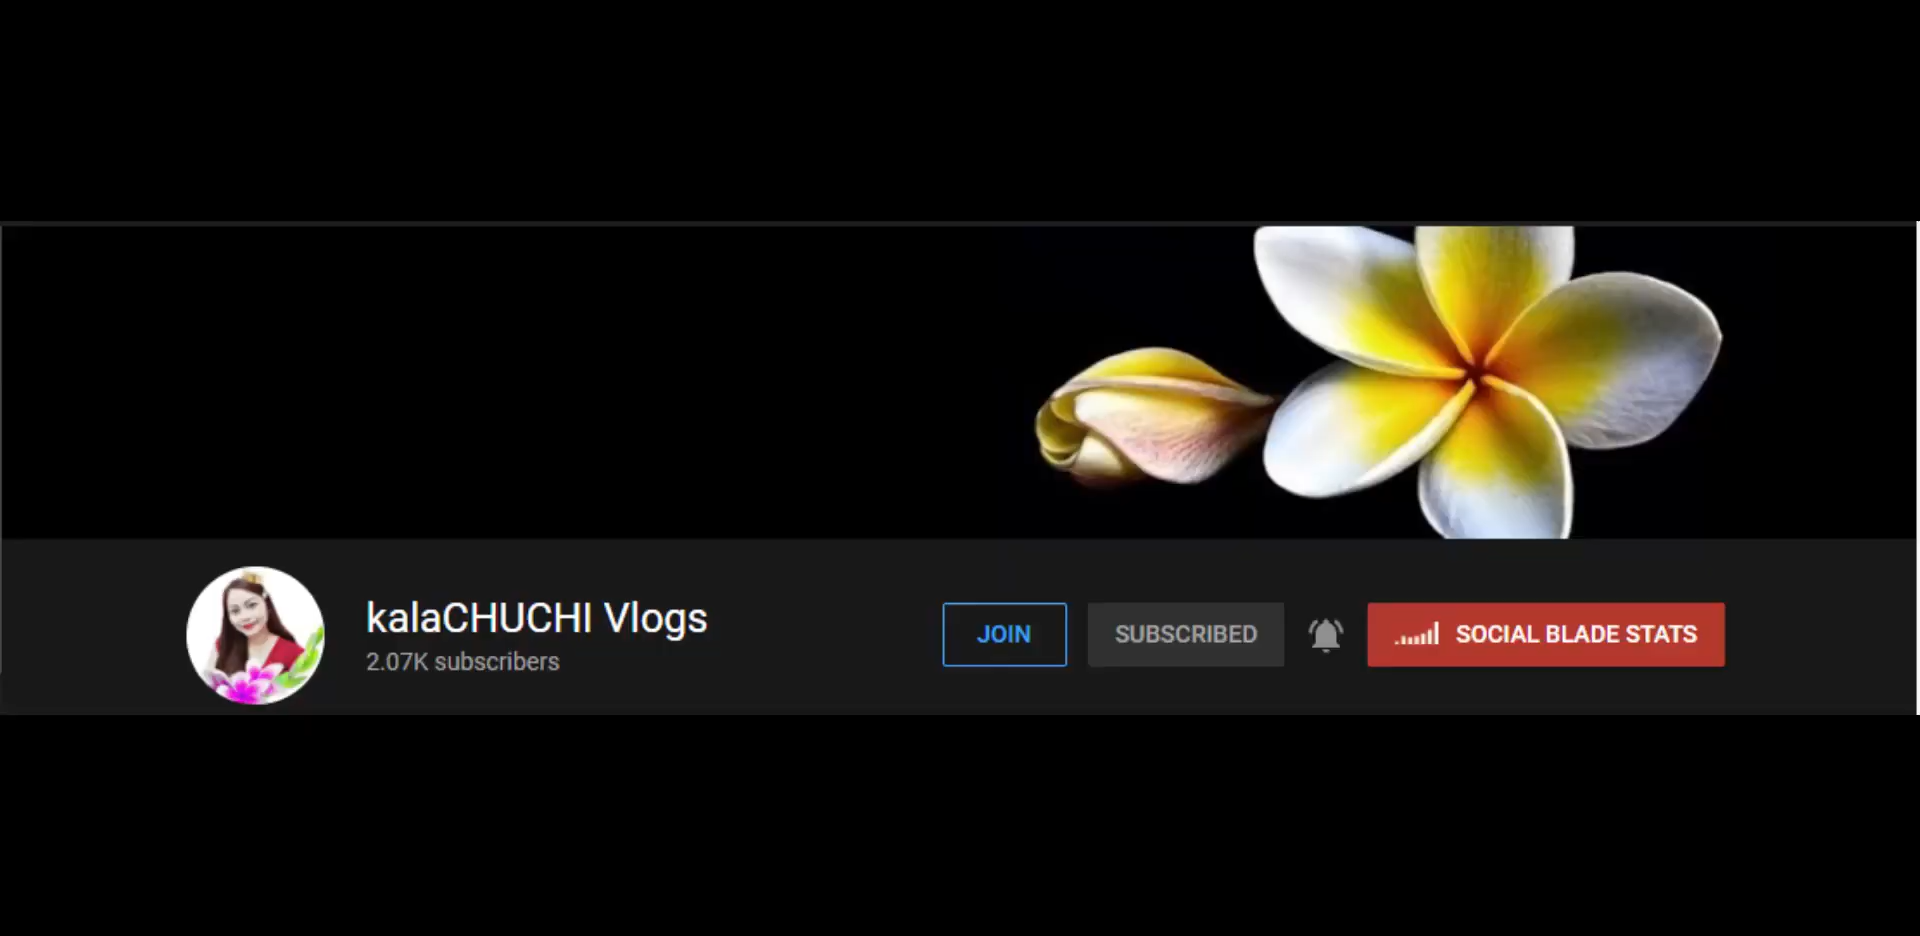 kalaCHUCHI Vlogs
2.07K subscribers
JOIN
SUBSCRIBED
SOCIAL BLADE STATS